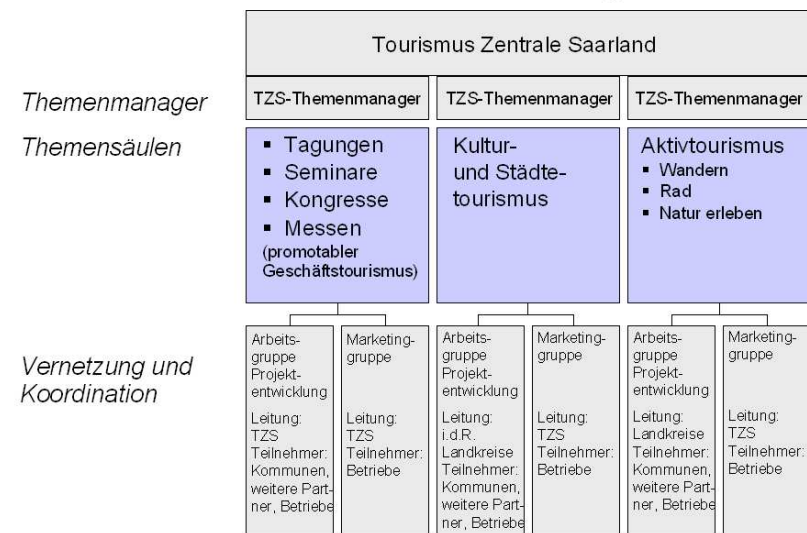 Tourismus Zentrale Saarland
Themenmanager
TZS-Themenmanager
TZS-Themenmanager
TZS-Themenmanager
Themensäulen
▪ Tagungen
▪ Seminare
▪ Kongresse
▪ Messen
(promotabler
Geschäftstourismus)
Kultur-
und Städte-
tourismus
Aktivtourismus
▪ Wandern
▪ Rad
▪ Natur erleben
Vernetzung und
Koordination
Arbeits-
gruppe
Projekt-
entwicklung
Leitung:
TZS
Teilnehmer:
Kommunen,
weitere Part-
ner, Betriebe
Marketing-
gruppe
Leitung:
TZS
Teilnehmer:
Betriebe
Arbeits-
gruppe
Projekt-
entwicklung
Leitung:
i.d.R.
Landkreise
Teilnehmer:
Kommunen,
weitere Part-
ner, Betriebe
Marketing-
gruppe
Leitung:
TZS
Teilnehmer:
Betriebe
Arbeits-
gruppe
Projekt-
entwicklung
Leitung:
Landkreise
Teilnehmer:
Kommunen,
weitere Part-
ner, Betriebe
Marketing-
gruppe
Leitung:
TZS
Teilnehmer:
Betriebe